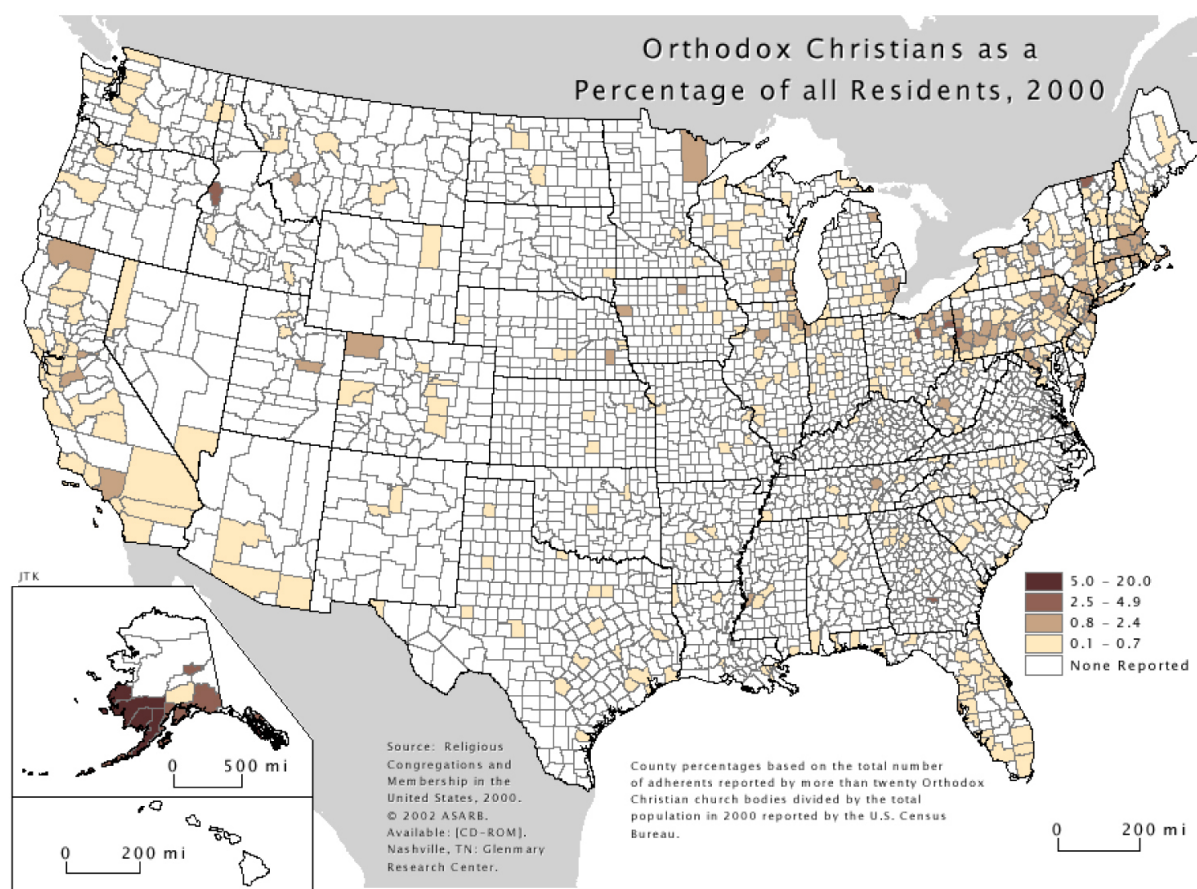 Orthodox Christians as a
Percentage of all Residents, 2000
JTK
5.0 – 20.0
2.5 – 4.9
0.8 – 2.4
0.1 – 0.7
None Reported
0 500 mi
0 200 mi
Source: Religious
Congregations and
Membership in the
United States, 2000.
© 2002 ASARB.
Available: [CD-ROM].
Nashville, TN: Glenmary
Research Center.
County percentages based on the total number
of adherents reported by more than twenty Orthodox
Christian church bodies divided by the total
population in 2000 reported by the U.S. Census
Bureau.
0 200 mi